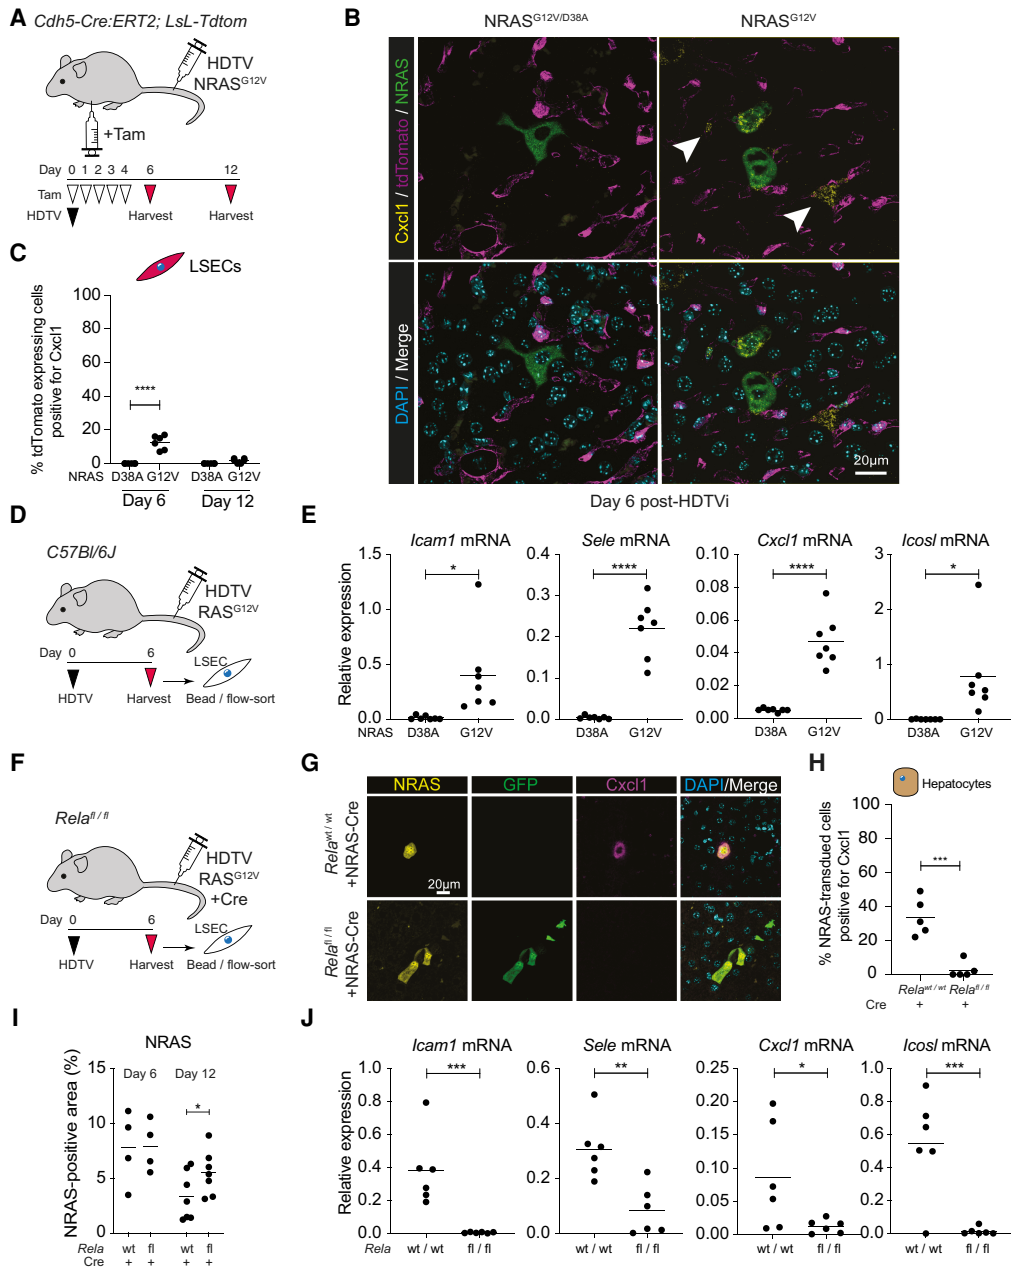 A
Cdh5-Cre:ERT2; LsL-Tdtom
HDTV
NRASG12V
+Tam
Day 0 1 2 3 4 6 12
Tam
HDTV
Harvest Harvest
B
NRASG12V/D38A NRASG12V
Cxcl1 / tdTomato / NRAS
DAPI / Merge
20µm
Day 6 post-HDTVi
C
LSECs
% tdTomato expressing cells
positive for Cxcl1
100
80
60
40
20
0
****
NRAS D38A G12V D38A G12V
Day 6 Day 12
D
C57Bl/6J
HDTV
RASG12V
Day 0 6
LSEC
HDTV Harvest Bead / flow-sort
E
Icam1 mRNA Sele mRNA Cxcl1 mRNA Icosl mRNA
Relative expression
1.5
1.0
0.5
0.0
*
0.4
0.3
0.2
0.1
0.0
****
0.10
0.08
0.06
0.04
0.02
0.00
****
3
2
1
0
*
NRAS D38A G12V D38A G12V D38A G12V D38A G12V
F
Relafl / fl
HDTV
RASG12V
+Cre
Day 0 6
LSEC
HDTV Harvest Bead / flow-sort
G
NRAS GFP Cxcl1 DAPI/Merge
Relawt / wt
+NRAS-Cre
20µm
Relafl / fl
+NRAS-Cre
H
Hepatocytes
% NRAS-transdued cells
positive for Cxcl1
100
80
60
40
20
0
***
Relawt / wt Relafl / fl
Cre + +
I
NRAS
NRAS-positive area (%)
15
10
5
0
Day 6 Day 12
*
Rela wt fl wt fl
Cre + + + +
J
Icam1 mRNA Sele mRNA Cxcl1 mRNA Icosl mRNA
Relative expression
1.0
0.8
0.6
0.4
0.2
0.0
***
0.6
0.4
0.2
0.0
**
0.25
0.20
0.15
0.10
0.05
0.00
*
1.0
0.8
0.6
0.4
0.2
0.0
***
Rela wt / wt fl / fl wt / wt fl / fl wt / wt fl / fl wt / wt fl / fl